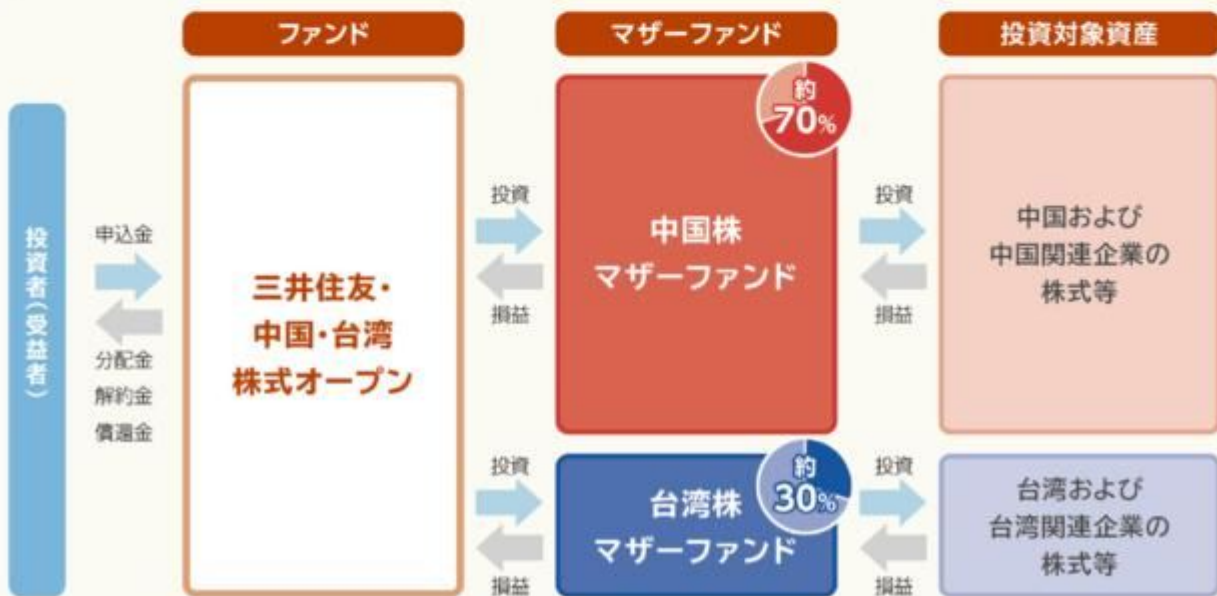 ファンド
マザーファンド
投資対象資産
投資者（受益者）
申込金
分配金
解約金
償還金
三井住友・
中国・台湾
株式オープン
投資
損益
約
70%
中国株
マザーファンド
投資
損益
中国および
中国関連企業の
株式等
投資
損益
約
30%
台湾株
マザーファンド
投資
損益
台湾および
台湾関連企業の
株式等